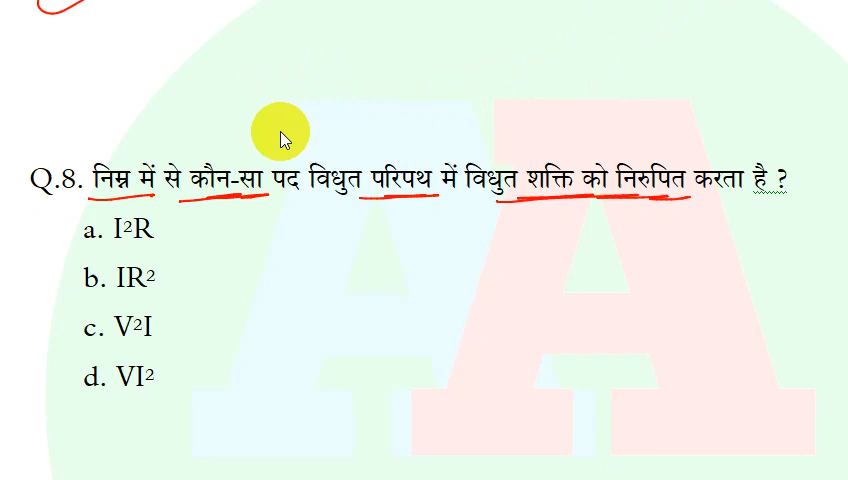 Q.8. निम्न में से कौन-सा पद विधुत परिपथ में विधुत शक्ति को निरुपित करता है ?
a. I²R
b. IR²
c. V²I
d. VI²